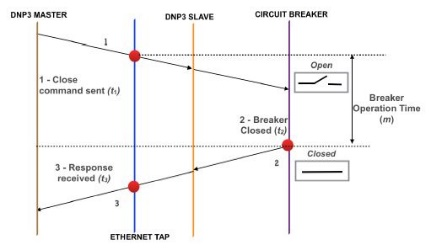 DNP3 MASTER
DNP3 SLAVE
CIRCUIT BREAKER
1
1 - Close
command sent (t₁)
Open
Breaker
Operation Time
(m)
2 - Breaker
Closed (t₂)
Closed
2
3 - Response
received (t₃)
3
ETHERNET TAP